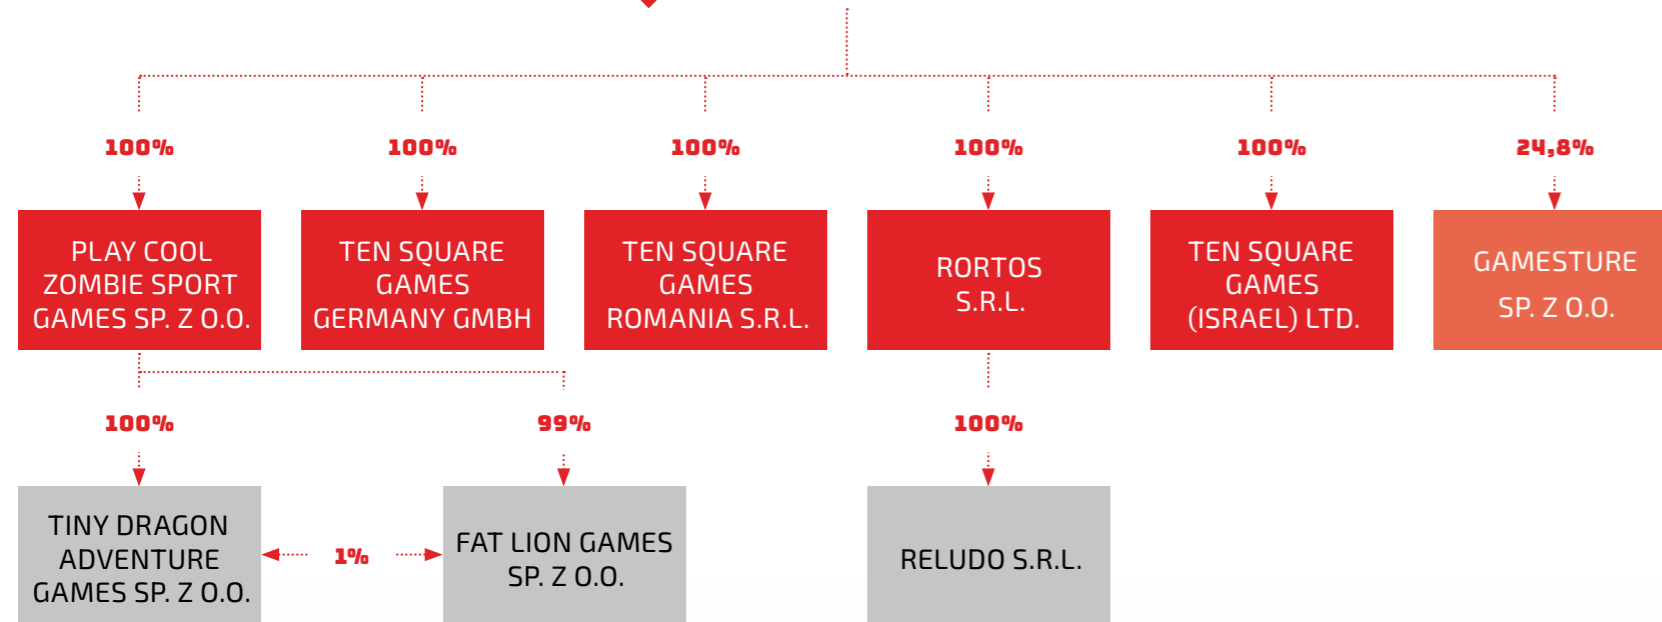 100%
100%
100%
100%
100%
24,8%
PLAY COOL
ZOMBIE SPORT
GAMES SP. Z O.O.
TEN SQUARE
GAMES
GERMANY GMBH
TEN SQUARE
GAMES
ROMANIA S.R.L.
RORTOS
S.R.L.
TEN SQUARE
GAMES
(ISRAEL) LTD.
GAMESTURE
SP. Z O.O.
100%
99%
100%
TINY DRAGON
ADVENTURE
GAMES SP. Z O.O.
1%
FAT LION GAMES
SP. Z O.O.
RELUDO S.R.L.